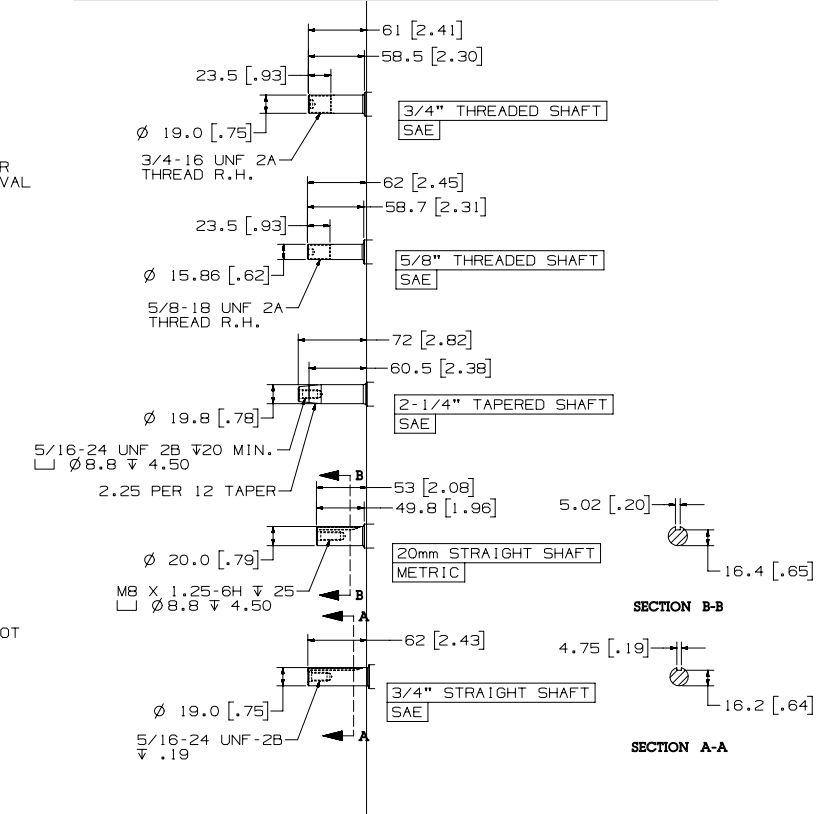 61 [2.41]
58.5 [2.30]
23.5 [.93]
3/4" THREADED SHAFT
SAE
Ø 19.0 [.75]
3/4-16 UNF 2A
THREAD R.H.
R
VAL
62 [2.45]
58.7 [2.31]
23.5 [.93]
5/8" THREADED SHAFT
SAE
Ø 15.86 [.62]
5/8-18 UNF 2A
THREAD R.H.
72 [2.82]
60.5 [2.38]
2-1/4" TAPERED SHAFT
SAE
Ø 19.8 [.78]
5/16-24 UNF 2B ↧20 MIN.
⌴ Ø8.8 ↧ 4.50
2.25 PER 12 TAPER
B
53 [2.08]
49.8 [1.96]
5.02 [.20]
Ø 20.0 [.79]
20mm STRAIGHT SHAFT
METRIC
16.4 [.65]
M8 X 1.25-6H ↧ 25
⌴ Ø8.8 ↧ 4.50
B
SECTION B-B
A
OT
62 [2.43]
4.75 [.19]
3/4" STRAIGHT SHAFT
SAE
16.2 [.64]
Ø 19.0 [.75]
5/16-24 UNF-2B
↧ .19
A
SECTION A-A